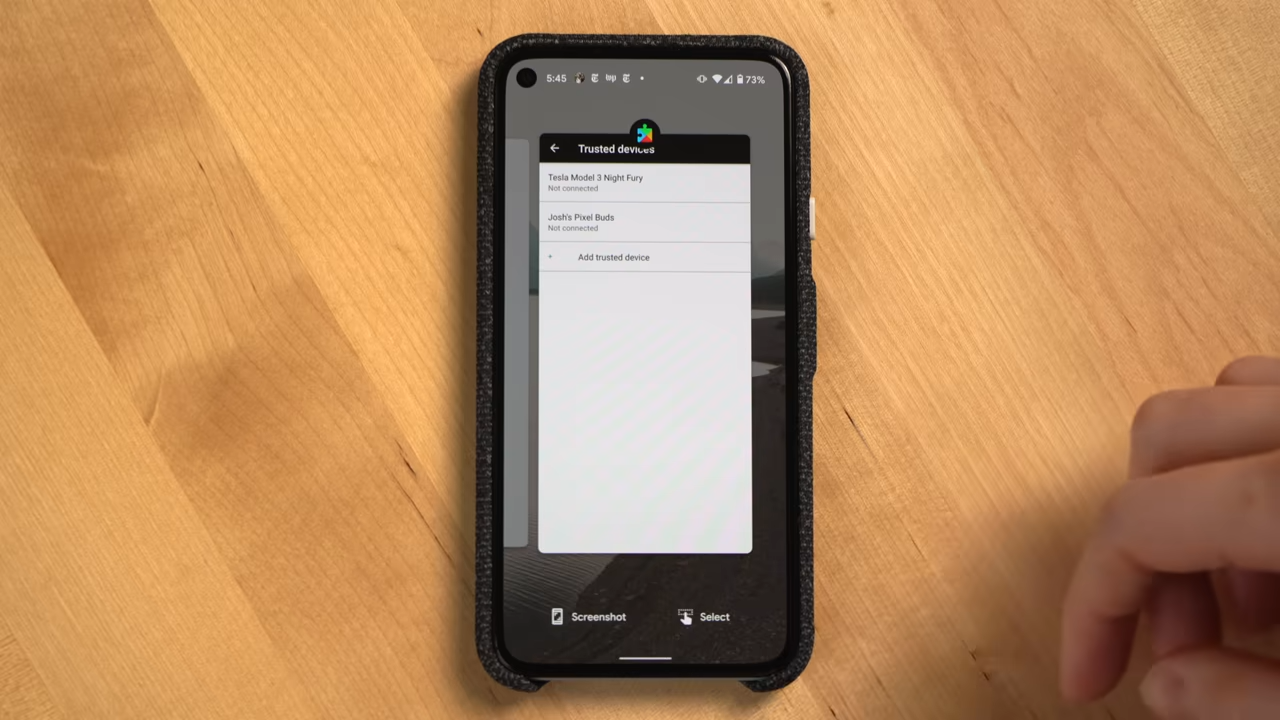 5:45 73%
Trusted devices
Tesla Model 3 Night Fury
Not connected
Josh's Pixel Buds
Not connected
+ Add trusted device
Screenshot Select